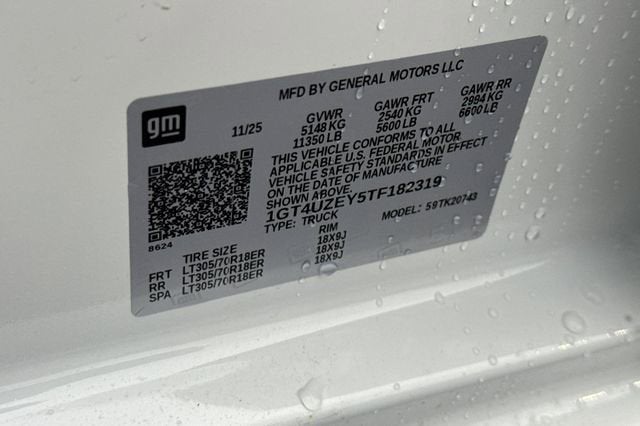 MFD BY GENERAL MOTORS LLC
gm
11/25
GVWR
5148 KG
11350 LB
GAWR FRT
2540 KG
5600 LB
GAWR RR
2994 KG
6600 LB
THIS VEHICLE CONFORMS TO ALL
APPLICABLE U.S. FEDERAL MOTOR
VEHICLE SAFETY STANDARDS IN EFFECT
ON THE DATE OF MANUFACTURE
SHOWN ABOVE.
1GT4UZEY5TF182319
TYPE: TRUCK
MODEL: 59TK20743
8624
TIRE SIZE RIM
FRT LT305/70R18ER 18X9J
RR LT305/70R18ER 18X9J
SPA LT305/70R18ER 18X9J